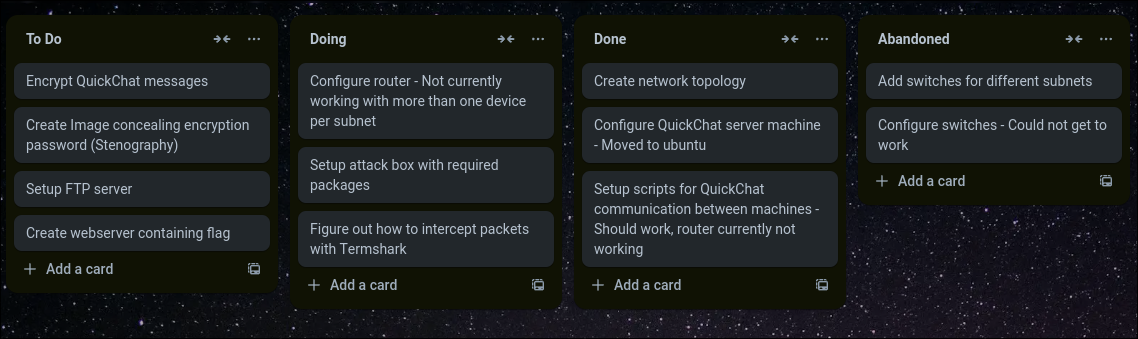 To Do
Encrypt QuickChat messages
Create Image concealing encryption
password (Stenography)
Setup FTP server
Create webserver containing flag
Add a card
Doing
Configure router - Not currently
working with more than one device
per subnet
Setup attack box with required
packages
Figure out how to intercept packets
with Termshark
Add a card
Done
Create network topology
Configure QuickChat server machine
- Moved to ubuntu
Setup scripts for QuickChat
communication between machines -
Should work, router currently not
working
Add a card
Abandoned
Add switches for different subnets
Configure switches - Could not get to
work
Add a card